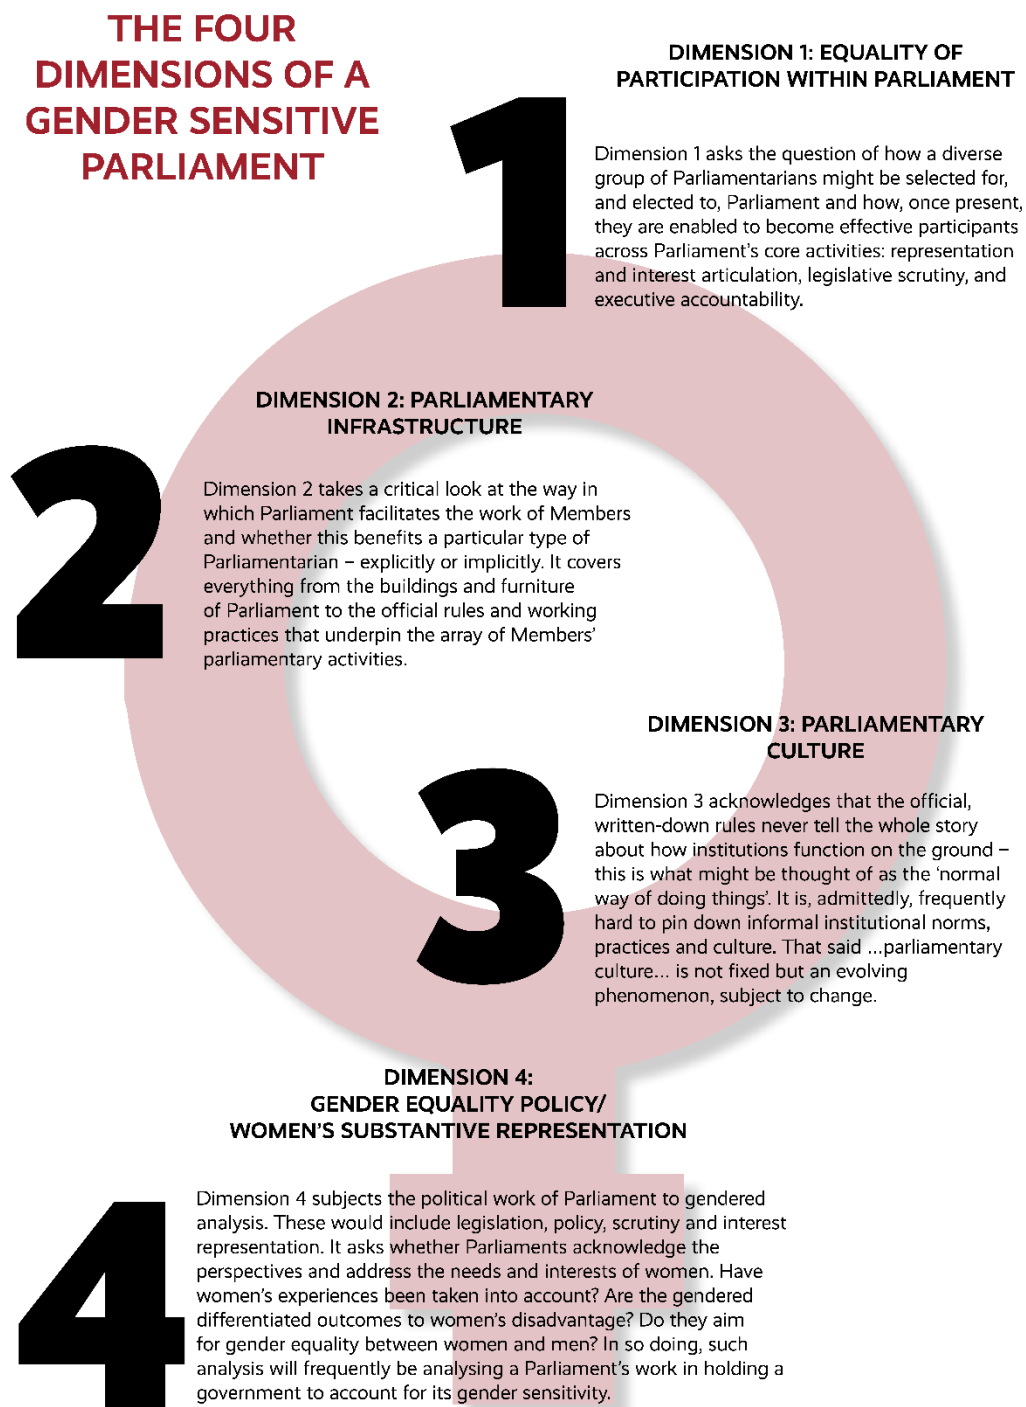 THE FOUR
DIMENSIONS OF A
GENDER SENSITIVE
PARLIAMENT
DIMENSION 1: EQUALITY OF
PARTICIPATION WITHIN PARLIAMENT
1
Dimension 1 asks the question of how a diverse
group of Parliamentarians might be selected for,
and elected to, Parliament and how, once present,
they are enabled to become effective participants
across Parliament’s core activities: representation
and interest articulation, legislative scrutiny, and
executive accountability.
DIMENSION 2: PARLIAMENTARY
INFRASTRUCTURE
2
Dimension 2 takes a critical look at the way in
which Parliament facilitates the work of Members
and whether this benefits a particular type of
Parliamentarian – explicitly or implicitly. It covers
everything from the buildings and furniture
of Parliament to the official rules and working
practices that underpin the array of Members’
parliamentary activities.
DIMENSION 3: PARLIAMENTARY
CULTURE
3
Dimension 3 acknowledges that the official,
written-down rules never tell the whole story
about how institutions function on the ground –
this is what might be thought of as the ‘normal
way of doing things’. It is, admittedly, frequently
hard to pin down informal institutional norms,
practices and culture. That said ...parliamentary
culture... is not fixed but an evolving
phenomenon, subject to change.
DIMENSION 4:
GENDER EQUALITY POLICY/
WOMEN’S SUBSTANTIVE REPRESENTATION
4
Dimension 4 subjects the political work of Parliament to gendered
analysis. These would include legislation, policy, scrutiny and interest
representation. It asks whether Parliaments acknowledge the
perspectives and address the needs and interests of women. Have
women’s experiences been taken into account? Are the gendered
differentiated outcomes to women’s disadvantage? Do they aim
for gender equality between women and men? In so doing, such
analysis will frequently be analysing a Parliament’s work in holding a
government to account for its gender sensitivity.